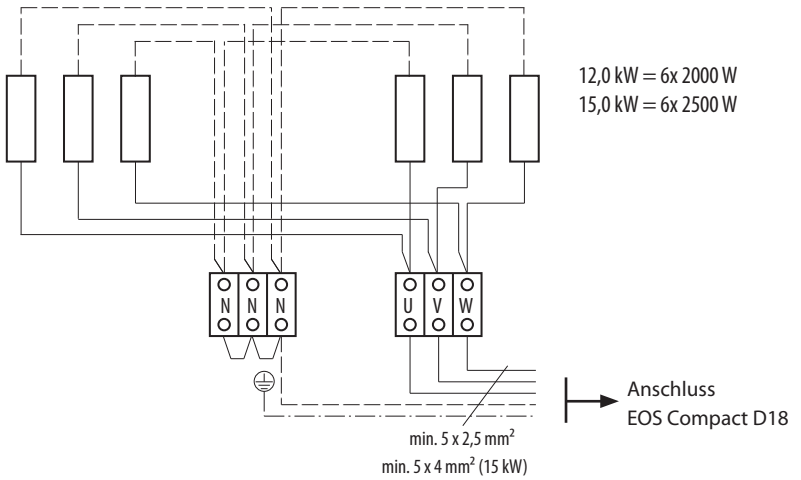 12,0 kW = 6x 2000 W
15,0 kW = 6x 2500 W
N N N
U V W
Anschluss
EOS Compact D18
min. 5 x 2,5 mm²
min. 5 x 4 mm² (15 kW)